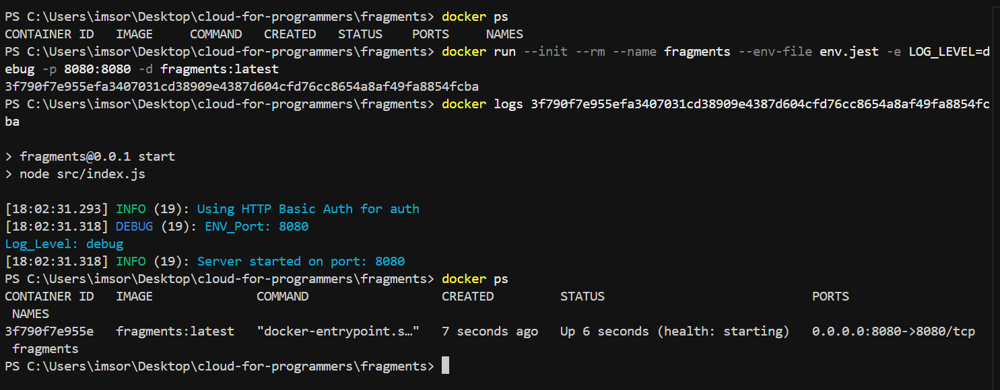 PS C:\Users\imsor\Desktop\cloud-for-programmers\fragments> docker ps
CONTAINER ID   IMAGE     COMMAND   CREATED   STATUS    PORTS     NAMES
PS C:\Users\imsor\Desktop\cloud-for-programmers\fragments> docker run --init --rm --name fragments --env-file env.jest -e LOG_LEVEL=d
ebug -p 8080:8080 -d fragments:latest
3f790f7e955efa3407031cd38909e4387d604cfd76cc8654a8af49fa8854fcba
PS C:\Users\imsor\Desktop\cloud-for-programmers\fragments> docker logs 3f790f7e955efa3407031cd38909e4387d604cfd76cc8654a8af49fa8854fc
ba
> fragments@0.0.1 start
> node src/index.js
[18:02:31.293] INFO (19): Using HTTP Basic Auth for auth
[18:02:31.318] DEBUG (19): ENV_Port: 8080
Log_Level: debug
[18:02:31.318] INFO (19): Server started on port: 8080
PS C:\Users\imsor\Desktop\cloud-for-programmers\fragments> docker ps
CONTAINER ID   IMAGE              COMMAND                  CREATED         STATUS                            PORTS
NAMES
3f790f7e955e   fragments:latest   "docker-entrypoint.s…"   7 seconds ago   Up 6 seconds (health: starting)   0.0.0.0:8080->8080/tcp
fragments
PS C:\Users\imsor\Desktop\cloud-for-programmers\fragments>